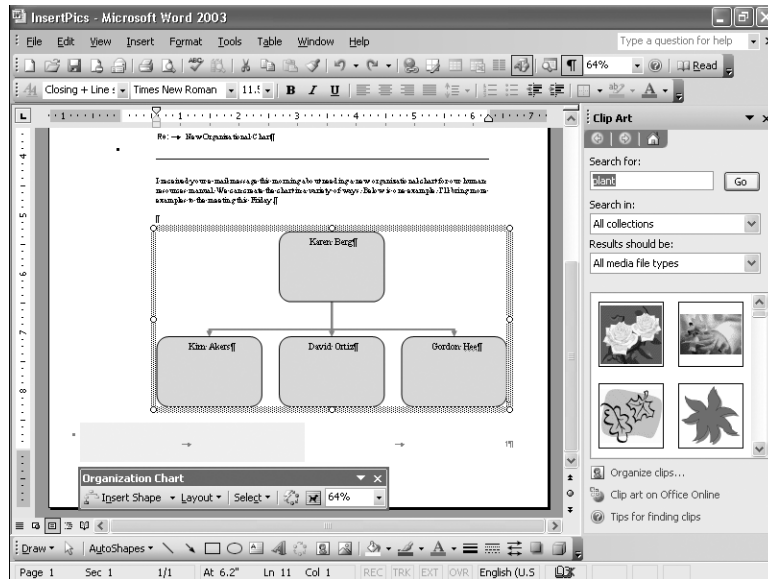 InsertPics - Microsoft Word 2003
File Edit View Insert Format Tools Table Window Help
Type a question for help
64%
Read
Closing + Line : Times New Roman 11.5 B I U
Clip Art
Re: → New Organizational Chart¶
I received your e-mail message this morning about needing a new organizational chart for our human
resources manual. We can create the chart in a variety of ways. Below is one example. I'll bring more
examples to the meeting this Friday.¶
¶
Karen Berg¶
Kim Akers¶
David Ortiz¶
Gordon Hee¶
Search for:
plant
Go
Search in:
All collections
Results should be:
All media file types
Organize clips...
Clip art on Office Online
Tips for finding clips
Organization Chart
Insert Shape Layout Select 64%
Draw AutoShapes
Page 1 Sec 1 1/1 At 6.2" Ln 11 Col 1 REC TRK EXT OVR English (U.S